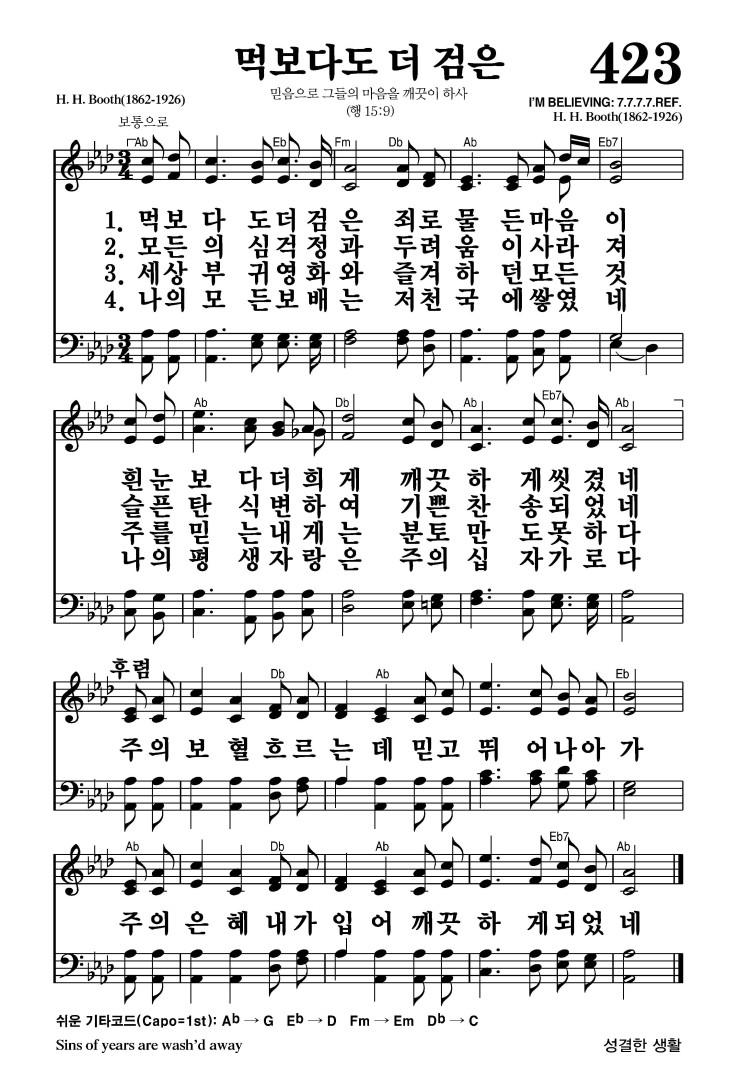 먹보다도 더 검은 423
믿음으로 그들의 마음을 깨끗이 하사
(행 15:9)
H. H. Booth(1862-1926)
I'M BELIEVING: 7.7.7.7.REF.
H. H. Booth(1862-1926)
보통으로
Ab Eb Fm Db Ab Eb7
3
4
1. 먹보 다 도더 검 은 죄로 물 든마 음 이
2. 모든 의 심걱 정 과 두려 움 이사 라 져
3. 세상 부 귀영 화 와 즐겨 하 던모 든 것
4. 나의 모 든보 배 는 저천 국 에쌓 였 네
3
4
Ab Db Ab Eb7 Ab
흰눈 보 다더 희 게 깨끗 하 게씻 겼 네
슬픈 탄 식변 하 여 기쁜 찬 송되 었 네
주를 믿 는내 게 는 분토 만 도못 하 다
나의 평 생자 랑 은 주의 십 자가 로 다
후렴
Db Ab Eb
주의 보 혈 흐르 는 데 믿고 뛰 어나아 가
Ab Db Ab Eb7 Ab
주의 은 혜 내가 입 어 깨끗 하 게되었 네
쉬운 기타코드(Capo=1st): Ab → G Eb → D Fm → Em Db → C
Sins of years are wash'd away 성결한 생활